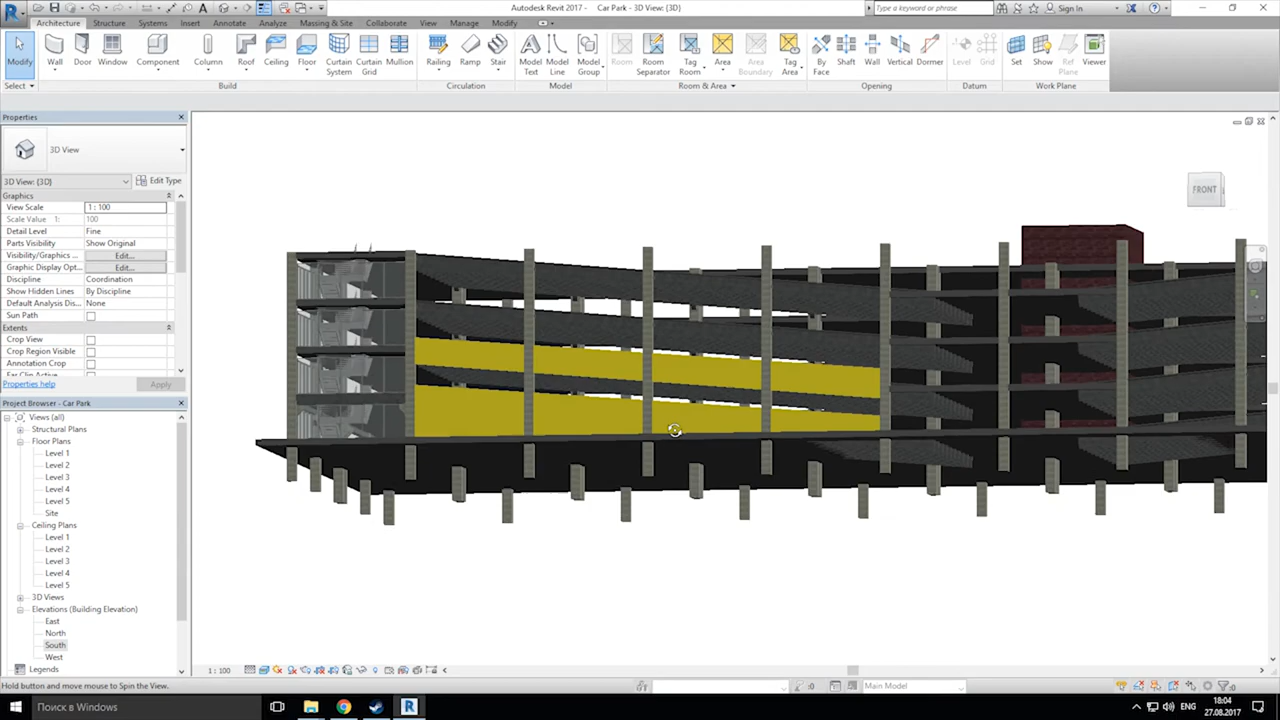 Autodesk Revit 2017 - Car Park - 3D View: {3D}
Type a keyword or phrase
Sign In
Architecture Structure Systems Insert Annotate Analyze Massing & Site Collaborate View Manage Modify
Modify Wall Door Window Component Column Roof Ceiling Floor Curtain System Curtain Grid Mullion Railing Ramp Stair Model Text Model Line Model Group Room Room Separator Tag Room Area Area Boundary Tag Area By Face Shaft Wall Vertical Dormer Level Grid Set Show Ref Plane Viewer
Select Build Circulation Model Room & Area Opening Datum Work Plane
Properties
3D View
3D View: {3D} Edit Type
Graphics
View Scale 1 : 100
Scale Value 1: 100
Detail Level Fine
Parts Visibility Show Original
Visibility/Graphics ... Edit...
Graphic Display Opt... Edit...
Discipline Coordination
Show Hidden Lines By Discipline
Default Analysis Dis... None
Sun Path
Extents
Crop View
Crop Region Visible
Annotation Crop
Far Clip Active
Properties help Apply
Project Browser - Car Park
Views (all)
Structural Plans
Floor Plans
Level 1
Level 2
Level 3
Level 4
Level 5
Site
Ceiling Plans
Level 1
Level 2
Level 3
Level 4
Level 5
3D Views
Elevations (Building Elevation)
East
North
South
West
Legends
FRONT
1 : 100
Hold button and move mouse to Spin the View.
:0
Main Model
:0
Поиск в Windows
ENG
18:04
27.08.2017